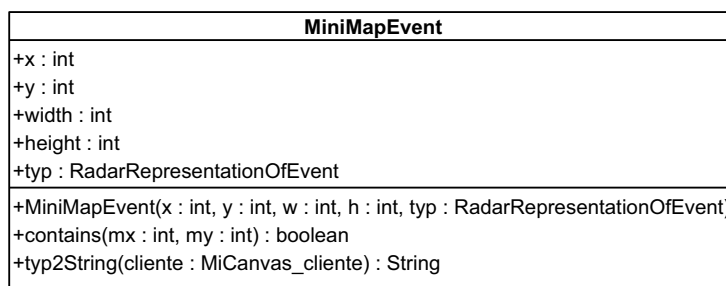 MiniMapEvent
+x : int
+y : int
+width : int
+height : int
+typ : RadarRepresentationOfEvent
+MiniMapEvent(x : int, y : int, w : int, h : int, typ : RadarRepresentationOfEvent)
+contains(mx : int, my : int) : boolean
+typ2String(cliente : MiCanvas_cliente) : String